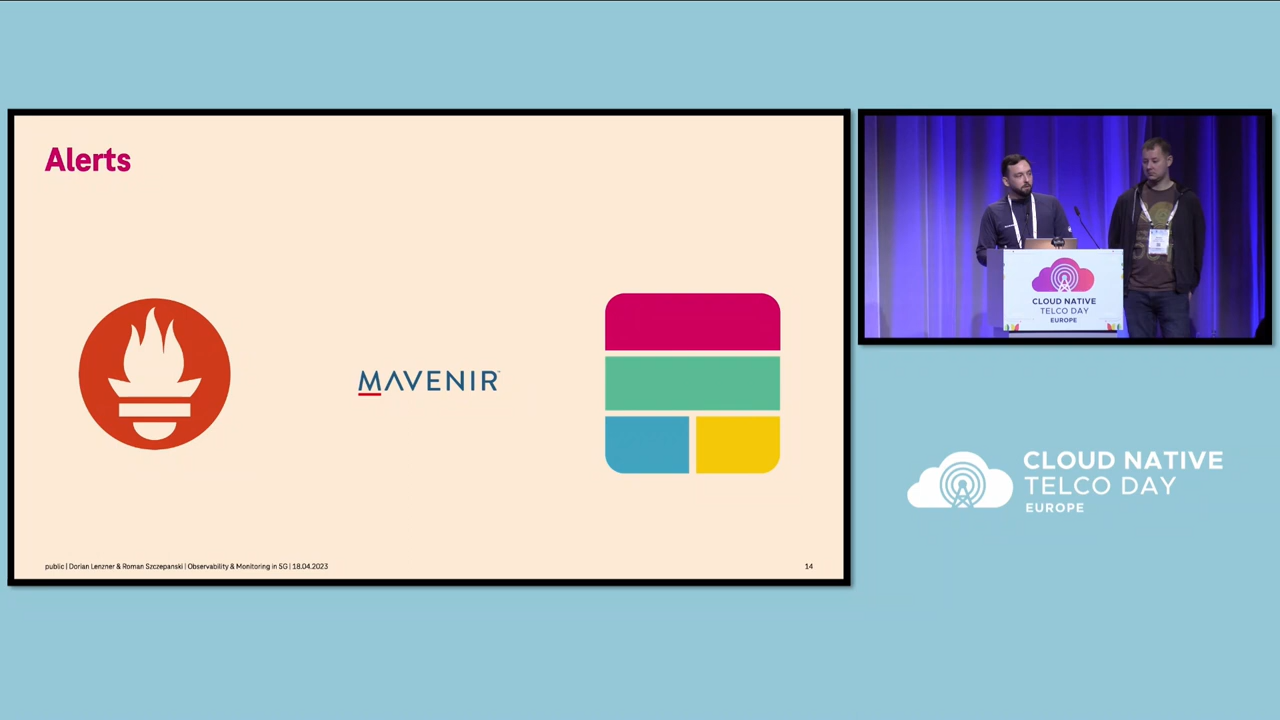 Alerts
MAVENIR
public | Dorian Lenzner & Roman Szczepanski | Observability & Monitoring in 5G | 18.04.2023
14
CLOUD NATIVE
TELCO DAY
EUROPE
CLOUD NATIVE
TELCO DAY
EUROPE